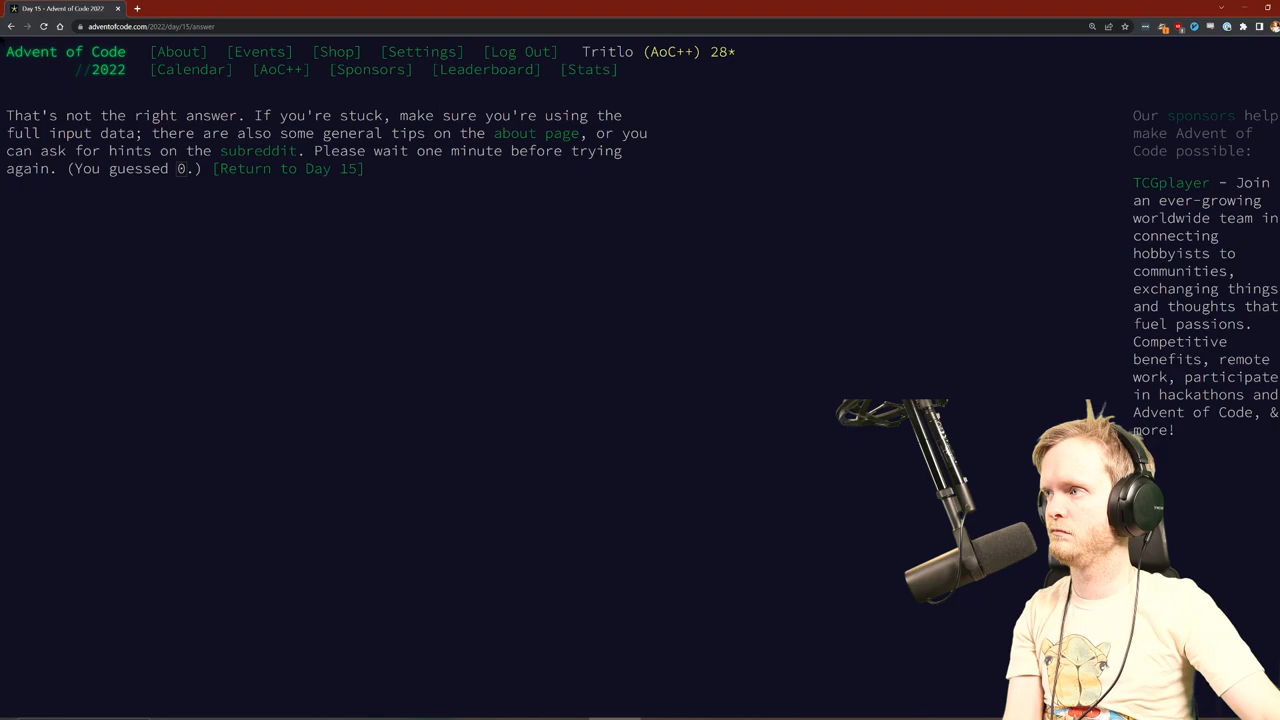 Day 15 - Advent of Code 2022
adventofcode.com/2022/day/15/answer
Advent of Code [About] [Events] [Shop] [Settings] [Log Out] Tritlo (AoC++) 28*
//2022 [Calendar] [AoC++] [Sponsors] [Leaderboard] [Stats]
That's not the right answer. If you're stuck, make sure you're using the
full input data; there are also some general tips on the about page, or you
can ask for hints on the subreddit. Please wait one minute before trying
again. (You guessed 0.) [Return to Day 15]
Our sponsors help
make Advent of
Code possible:
TCGplayer - Join
an ever-growing
worldwide team in
connecting
hobbyists to
communities,
exchanging things
and thoughts that
fuel passions.
Competitive
benefits, remote
work, participate
in hackathons and
Advent of Code, &
more!